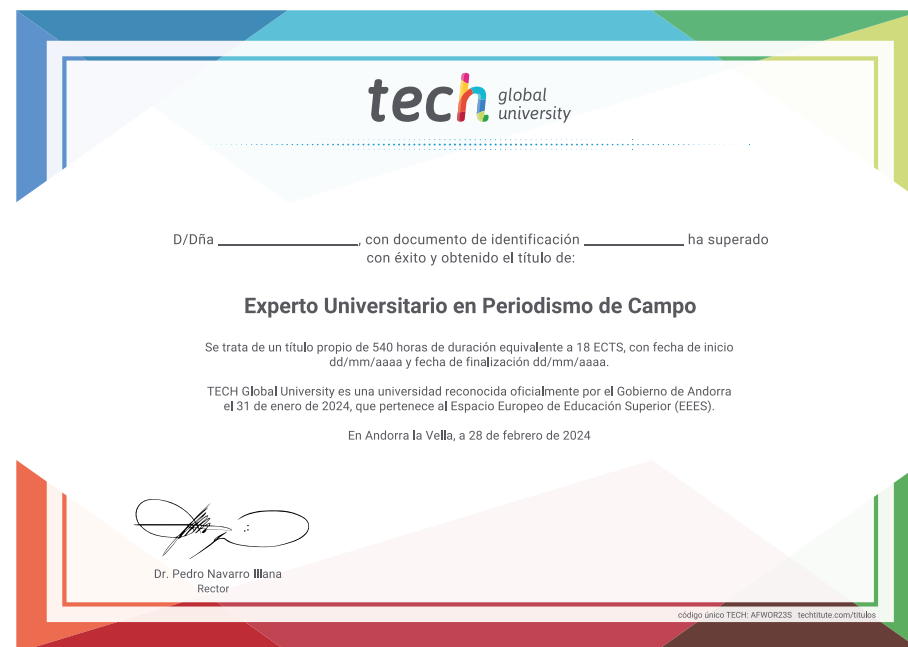 tech global university
D/Dña ________________, con documento de identificación ____________ ha superado
con éxito y obtenido el título de:
Experto Universitario en Periodismo de Campo
Se trata de un título propio de 540 horas de duración equivalente a 18 ECTS, con fecha de inicio
dd/mm/aaaa y fecha de finalización dd/mm/aaaa.
TECH Global University es una universidad reconocida oficialmente por el Gobierno de Andorra
el 31 de enero de 2024, que pertenece al Espacio Europeo de Educación Superior (EEES).
En Andorra la Vella, a 28 de febrero de 2024
Dr. Pedro Navarro Illana
Rector
código único TECH: AFWOR23S techtitute.com/titulos